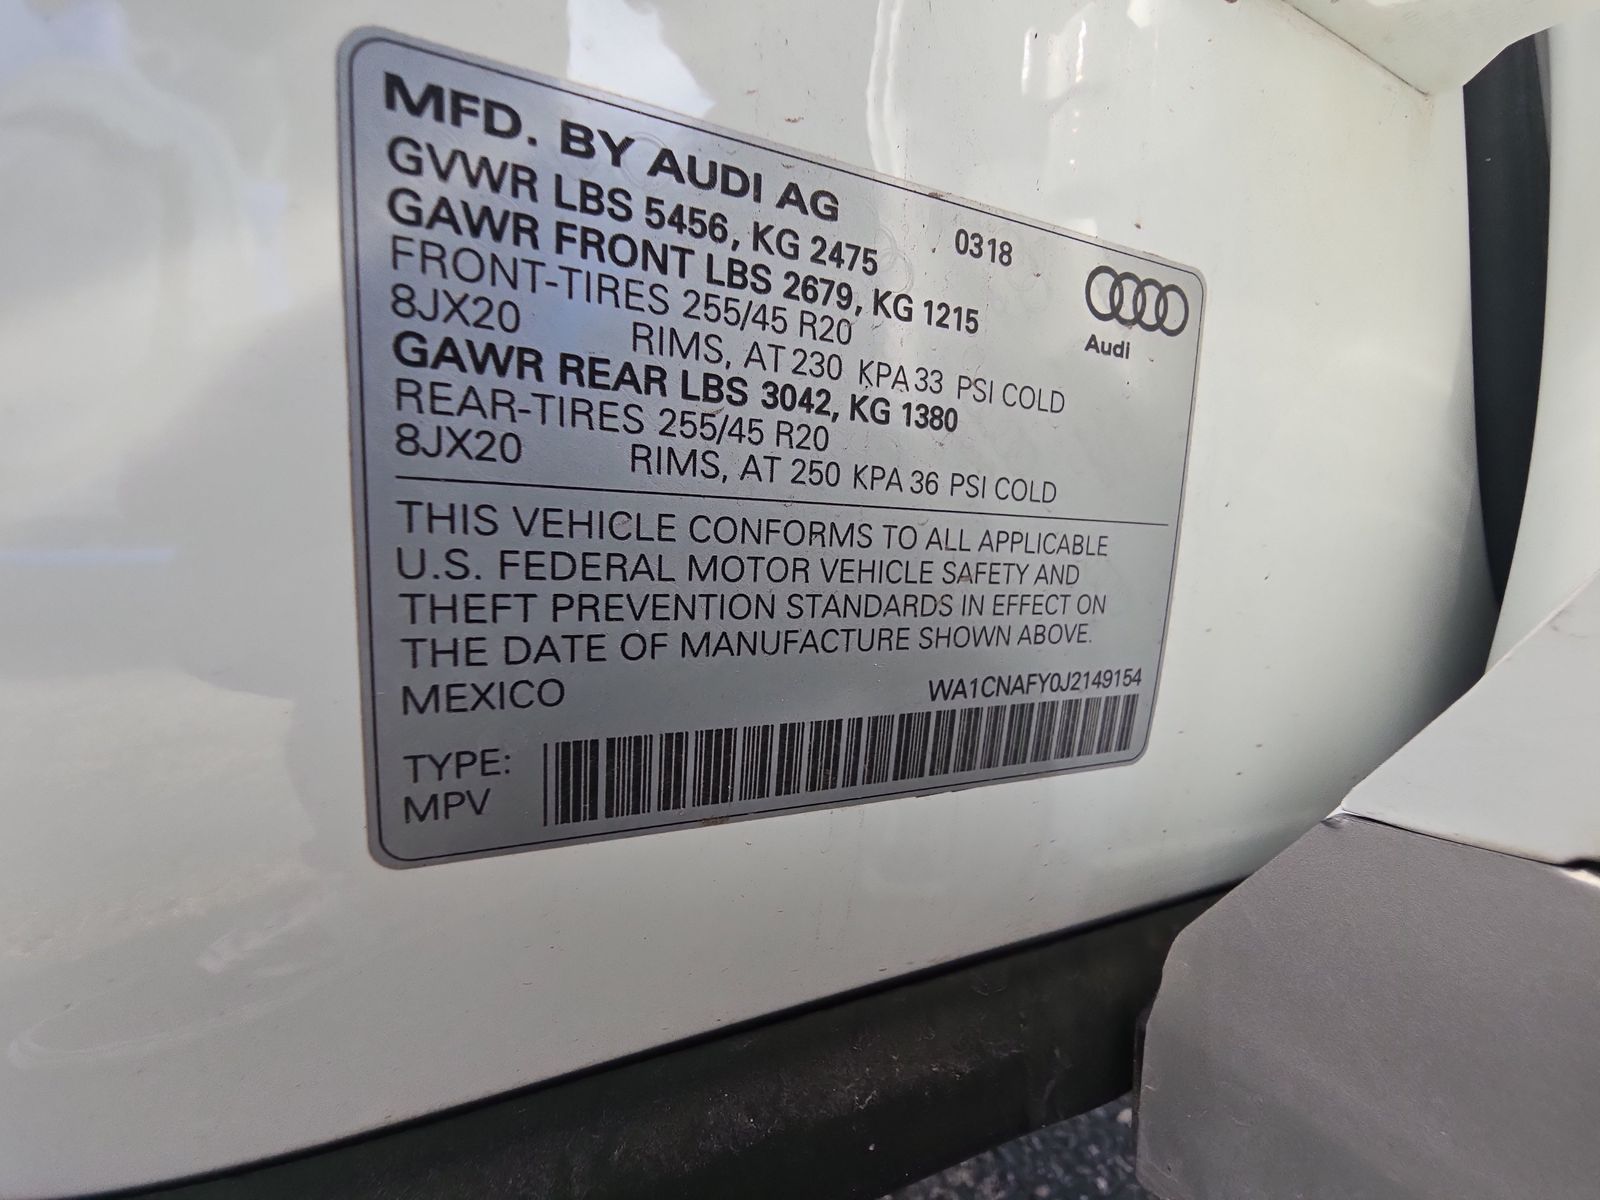 MFD. BY AUDI AG
GVWR LBS 5456, KG 2475 0318
GAWR FRONT LBS 2679, KG 1215
FRONT-TIRES 255/45 R20
8JX20 RIMS, AT 230 KPA 33 PSI COLD
GAWR REAR LBS 3042, KG 1380
REAR-TIRES 255/45 R20
8JX20 RIMS, AT 250 KPA 36 PSI COLD
Audi
THIS VEHICLE CONFORMS TO ALL APPLICABLE
U.S. FEDERAL MOTOR VEHICLE SAFETY AND
THEFT PREVENTION STANDARDS IN EFFECT ON
THE DATE OF MANUFACTURE SHOWN ABOVE.
MEXICO WA1CNAFY0J2149154
TYPE:
MPV